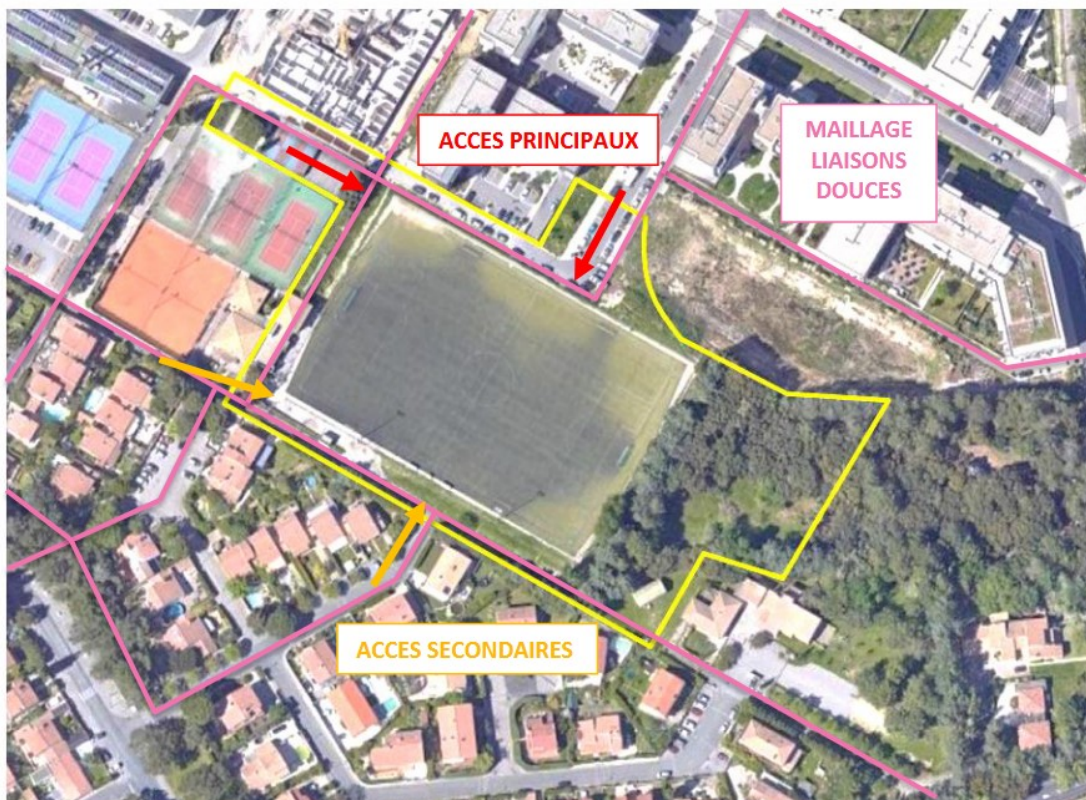 ACCES PRINCIPAUX
MAILLAGE
LIAISONS
DOUCES
ACCES SECONDAIRES